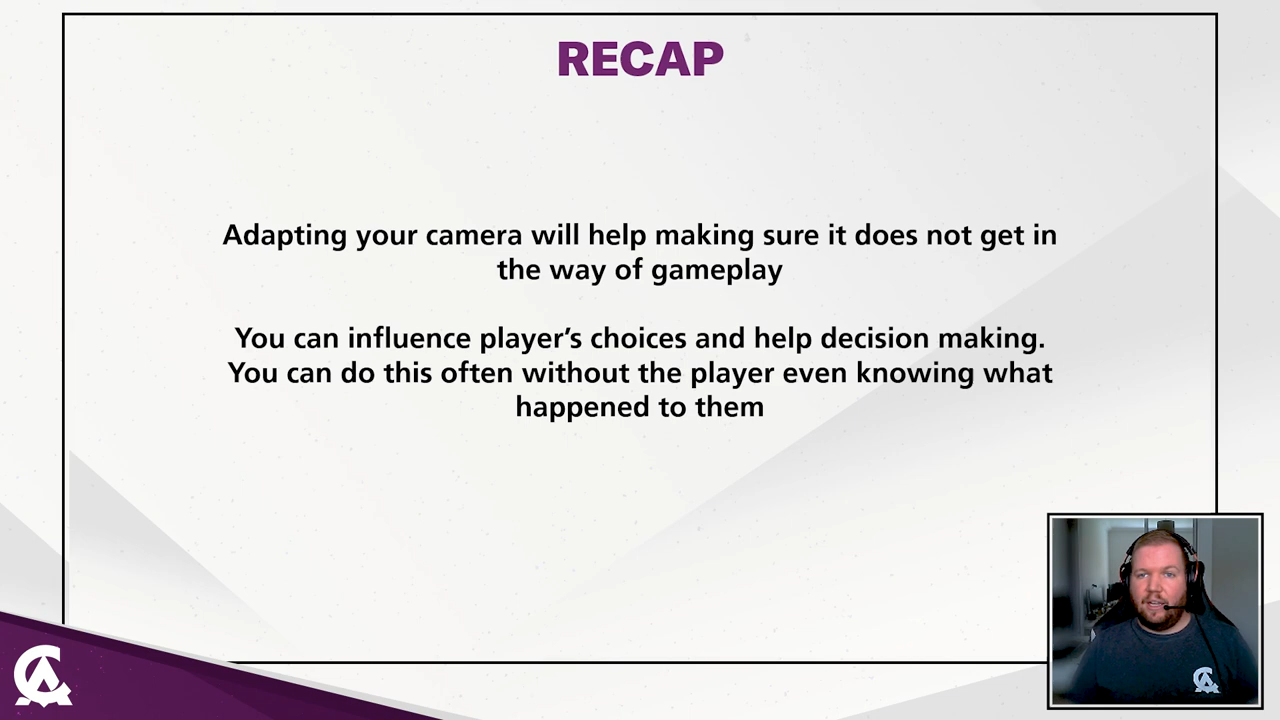 RECAP
Adapting your camera will help making sure it does not get in
the way of gameplay
You can influence player’s choices and help decision making.
You can do this often without the player even knowing what
happened to them